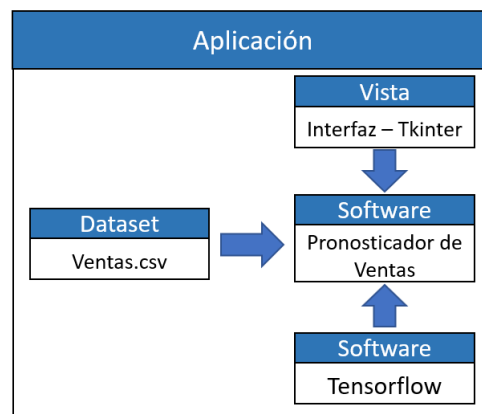 Aplicación
Vista
Interfaz – Tkinter
Dataset
Ventas.csv
Software
Pronosticador de
Ventas
Software
Tensorflow